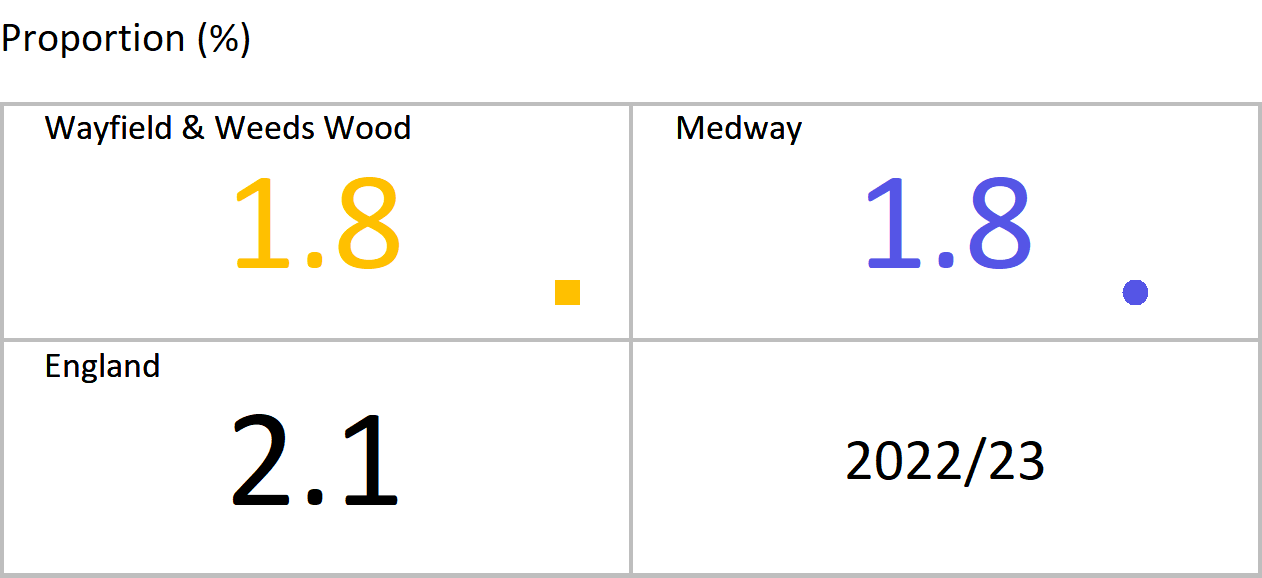 Proportion (%)
Wayfield & Weeds Wood
1.8
Medway
1.8
England
2.1
2022/23